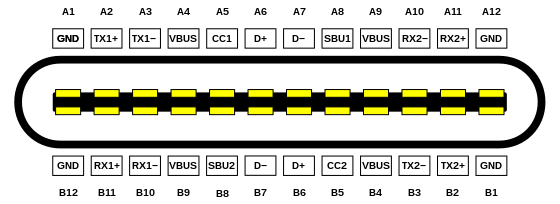 A1 A2 A3 A4 A5 A6 A7 A8 A9 A10 A11 A12
GND TX1+ TX1− VBUS CC1 D+ D− SBU1 VBUS RX2− RX2+ GND
GND RX1+ RX1− VBUS SBU2 D− D+ CC2 VBUS TX2− TX2+ GND
B12 B11 B10 B9 B8 B7 B6 B5 B4 B3 B2 B1